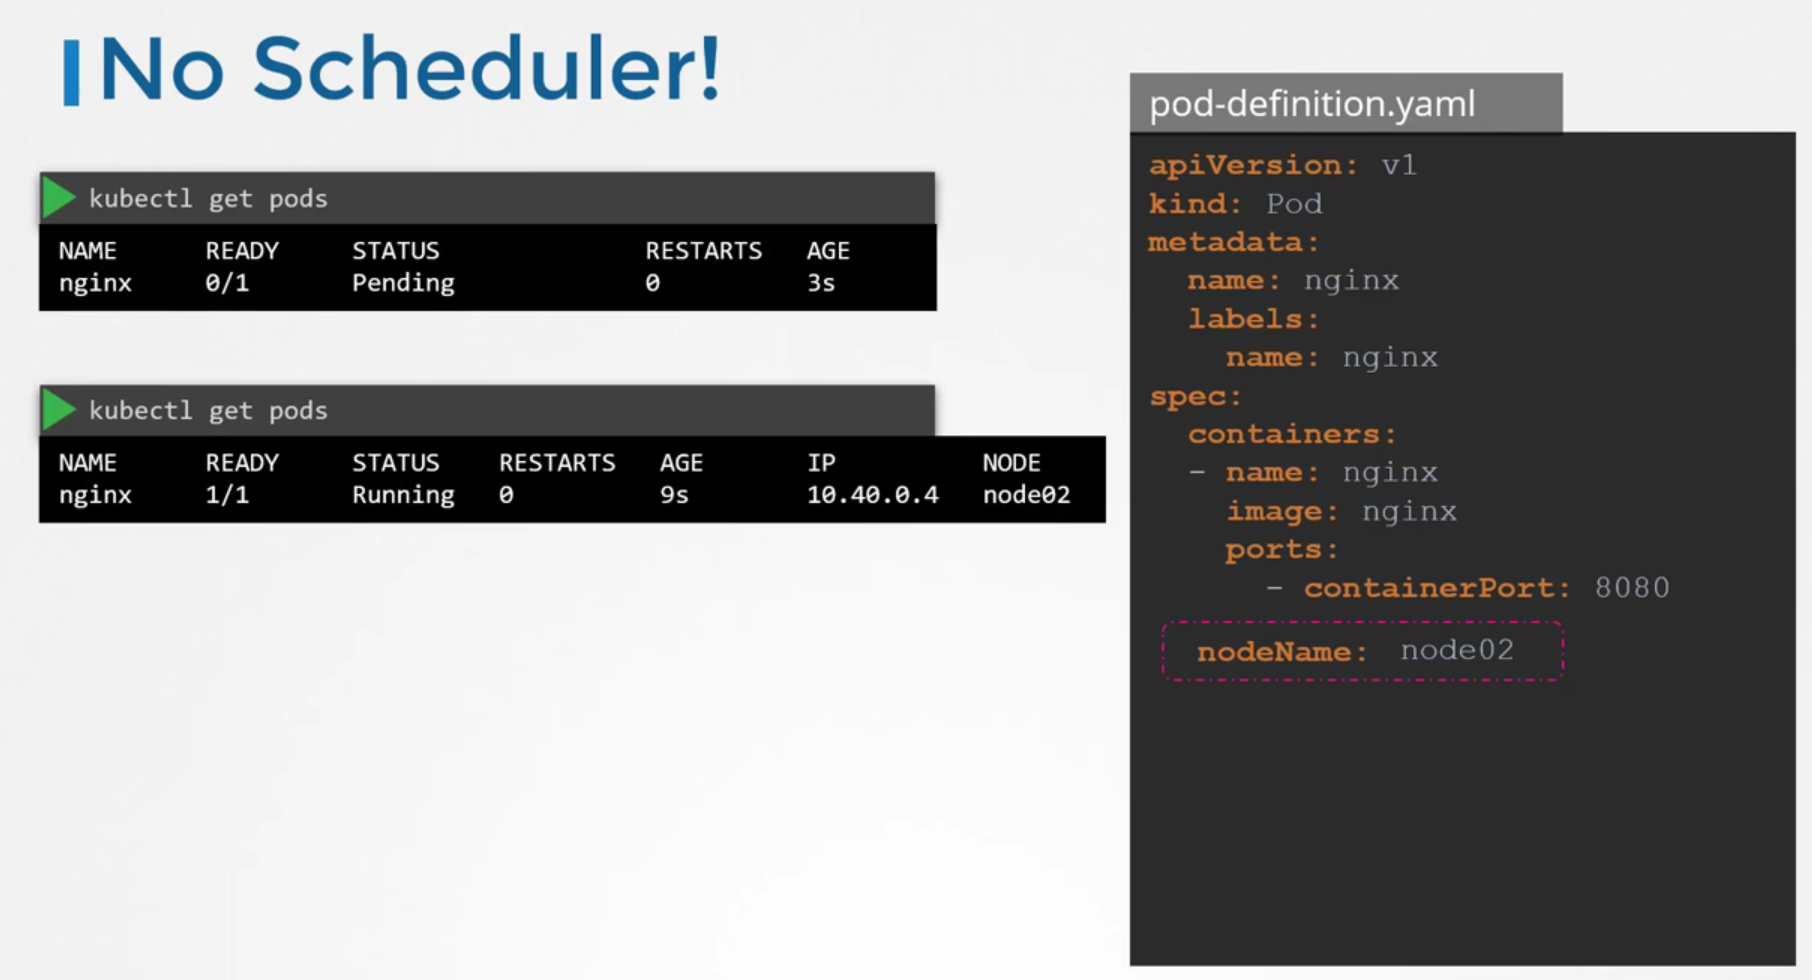 No Scheduler!
kubectl get pods
NAME READY STATUS RESTARTS AGE
nginx 0/1 Pending 0 3s
kubectl get pods
NAME READY STATUS RESTARTS AGE IP NODE
nginx 1/1 Running 0 9s 10.40.0.4 node02
pod-definition.yaml
apiVersion: v1
kind: Pod
metadata:
  name: nginx
  labels:
    name: nginx
spec:
  containers:
  - name: nginx
    image: nginx
    ports:
      - containerPort: 8080
  nodeName: node02